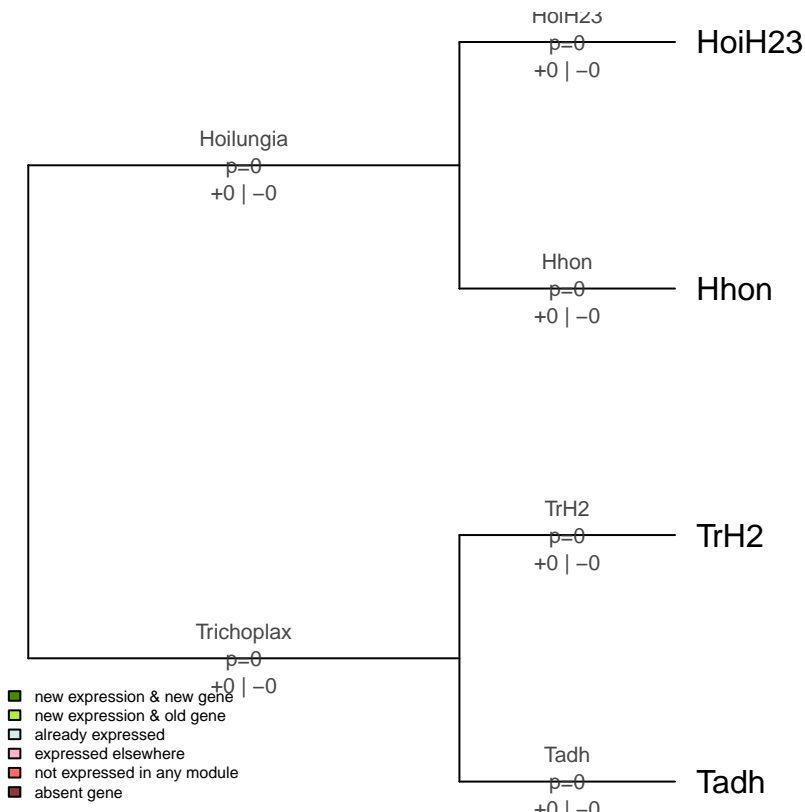 HoiH23
p=0
+0 | −0
HoiH23
Hoilungia
p=0
+0 | −0
Hhon
p=0
+0 | −0
Hhon
TrH2
p=0
+0 | −0
TrH2
Trichoplax
p=0
+0 | −0
new expression & new gene
new expression & old gene
already expressed
expressed elsewhere
not expressed in any module
absent gene
Tadh
p=0
+0 | −0
Tadh